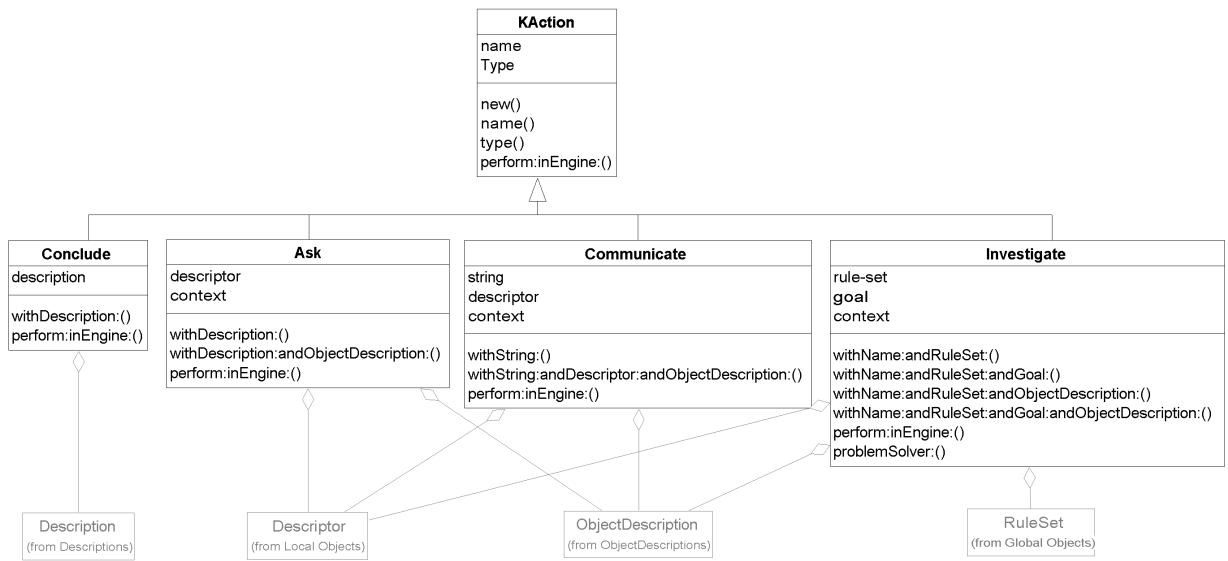 KAction
name
Type
new()
name()
type()
perform:inEngine:()
Conclude
description
withDescription:()
perform:inEngine:()
Ask
descriptor
context
withDescription:()
withDescription:andObjectDescription:()
perform:inEngine:()
Communicate
string
descriptor
context
withString:()
withString:andDescriptor:andObjectDescription:()
perform:inEngine:()
Investigate
rule-set
goal
context
withName:andRuleSet:()
withName:andRuleSet:andGoal:()
withName:andRuleSet:andObjectDescription:()
withName:andRuleSet:andGoal:andObjectDescription:()
perform:inEngine:()
problemSolver:()
Description
(from Descriptions)
Descriptor
(from Local Objects)
ObjectDescription
(from ObjectDescriptions)
RuleSet
(from Global Objects)